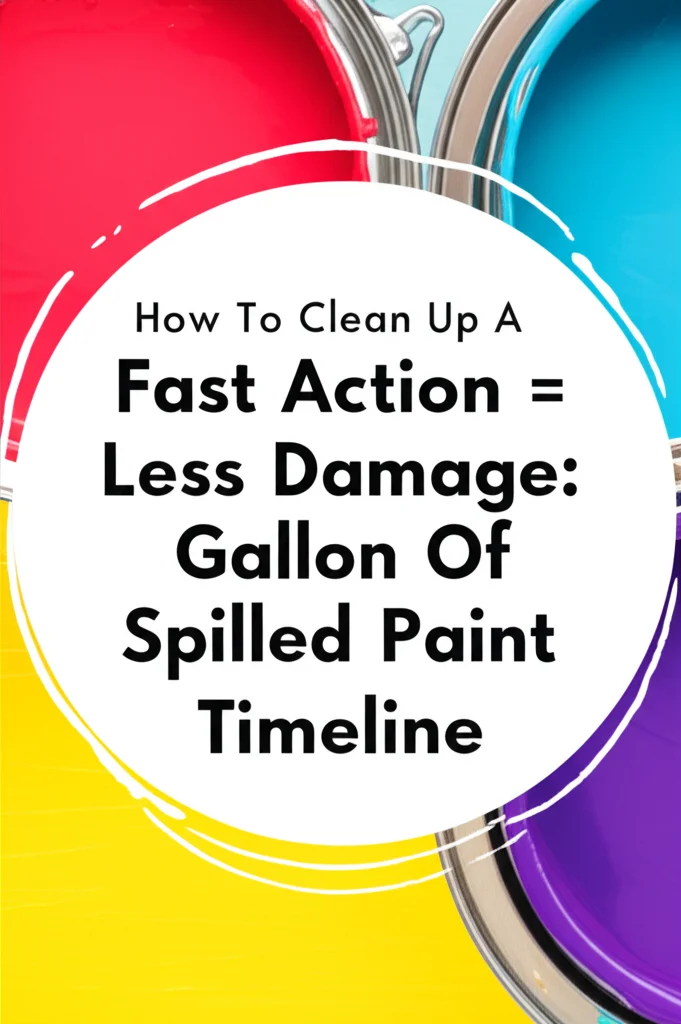 How To Clean Up A
Fast Action =
Less Damage:
Gallon Of
Spilled Paint
Timeline